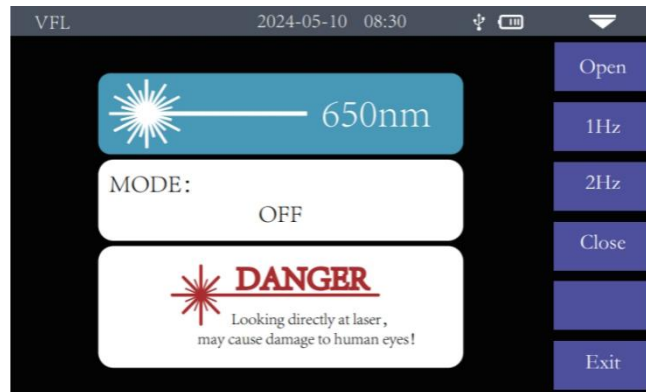 VFL 2024-05-10 08:30
Open
650nm
1Hz
MODE:
OFF
2Hz
Close
DANGER
Looking directly at laser,
may cause damage to human eyes!
Exit